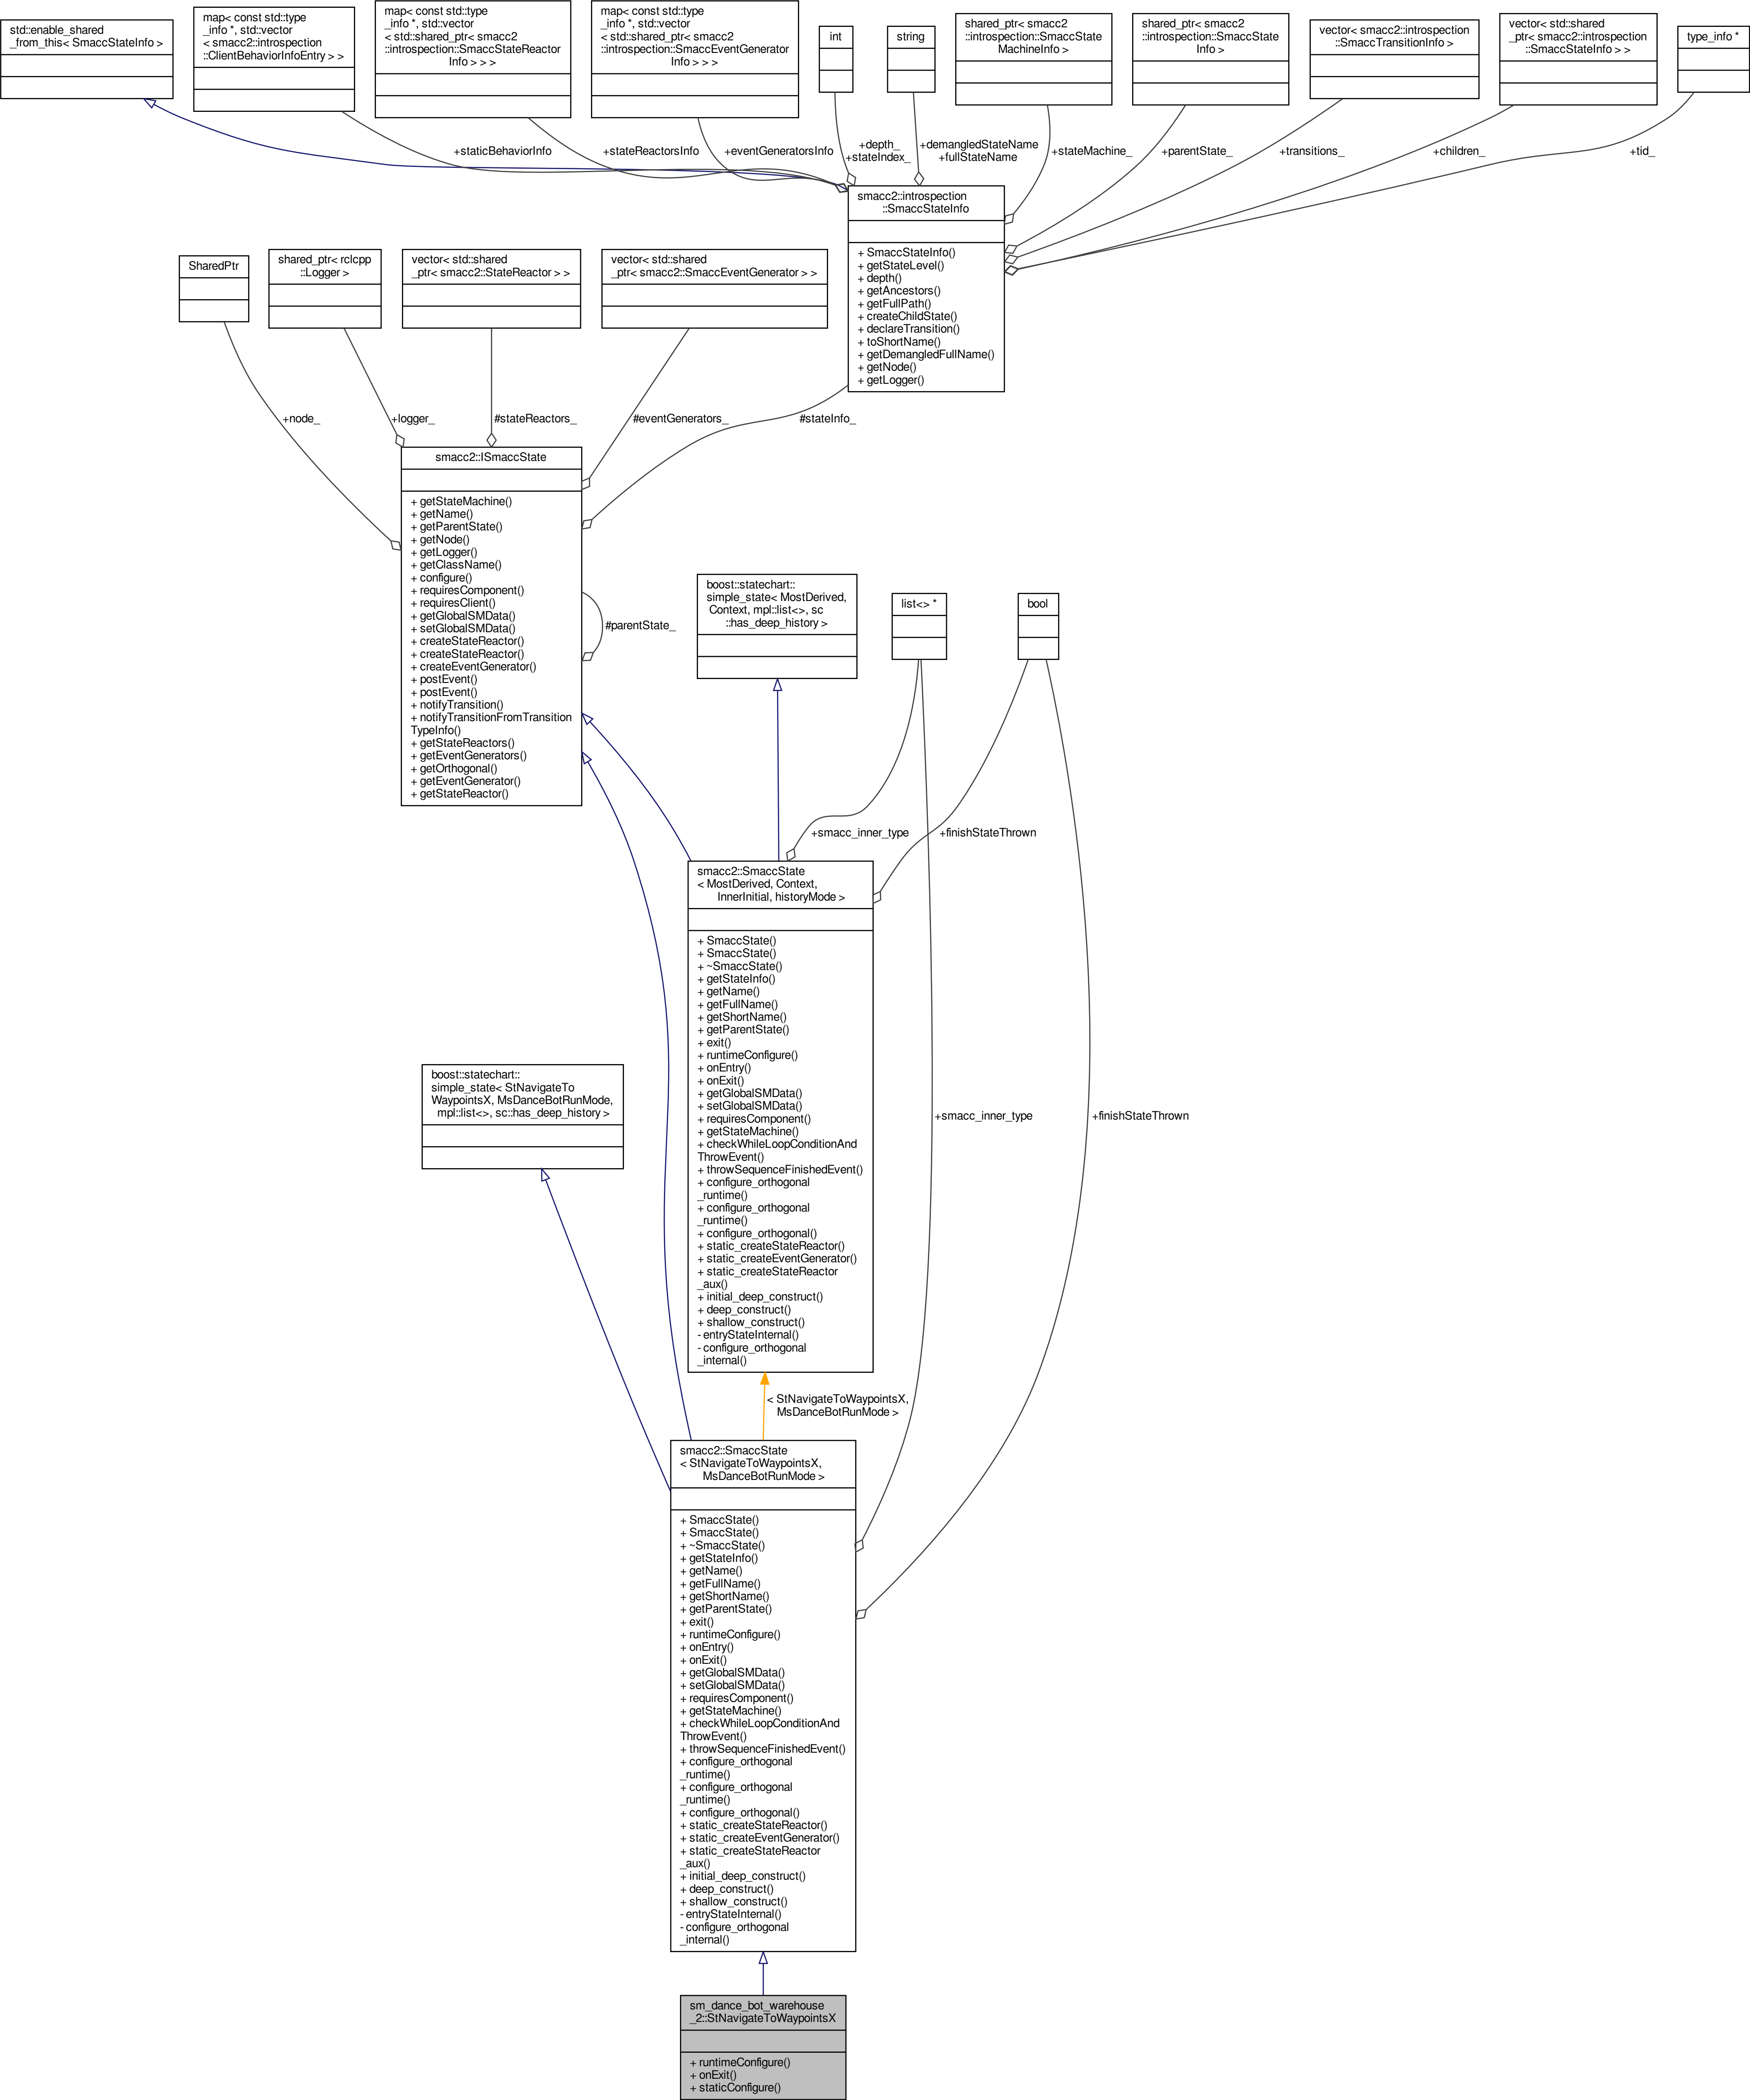 std::enable_shared
_from_this< SmaccStateInfo >
map< const std::type
_info *, std::vector
< smacc2::introspection
::ClientBehaviorInfoEntry > >
map< const std::type
_info *, std::vector
< std::shared_ptr< smacc2
::introspection::SmaccStateReactor
Info > > >
map< const std::type
_info *, std::vector
< std::shared_ptr< smacc2
::introspection::SmaccEventGenerator
Info > > >
int
string
shared_ptr< smacc2
::introspection::SmaccState
MachineInfo >
shared_ptr< smacc2
::introspection::SmaccState
Info >
vector< smacc2::introspection
::SmaccTransitionInfo >
vector< std::shared
_ptr< smacc2::introspection
::SmaccStateInfo > >
type_info *
+staticBehaviorInfo
+stateReactorsInfo
+eventGeneratorsInfo
+depth_
+stateIndex_
+demangledStateName
+fullStateName
+stateMachine_
+parentState_
+transitions_
+children_
+tid_
smacc2::introspection
::SmaccStateInfo
+ SmaccStateInfo()
+ getStateLevel()
+ depth()
+ getAncestors()
+ getFullPath()
+ createChildState()
+ declareTransition()
+ toShortName()
+ getDemangledFullName()
+ getNode()
+ getLogger()
SharedPtr
shared_ptr< rclcpp
::Logger >
vector< std::shared
_ptr< smacc2::StateReactor > >
vector< std::shared
_ptr< smacc2::SmaccEventGenerator > >
+node_
+logger_
#stateReactors_
#eventGenerators_
#stateInfo_
smacc2::ISmaccState
+ getStateMachine()
+ getName()
+ getParentState()
+ getNode()
+ getLogger()
+ getClassName()
+ configure()
+ requiresComponent()
+ requiresClient()
+ getGlobalSMData()
+ setGlobalSMData()
+ createStateReactor()
+ createStateReactor()
+ createEventGenerator()
+ postEvent()
+ postEvent()
+ notifyTransition()
+ notifyTransitionFromTransition
TypeInfo()
+ getStateReactors()
+ getEventGenerators()
+ getOrthogonal()
+ getEventGenerator()
+ getStateReactor()
#parentState_
boost::statechart::
simple_state< MostDerived,
Context, mpl::list<>, sc
::has_deep_history >
list<> *
bool
+smacc_inner_type
+finishStateThrown
smacc2::SmaccState
< MostDerived, Context,
InnerInitial, historyMode >
+ SmaccState()
+ SmaccState()
+ ~SmaccState()
+ getStateInfo()
+ getName()
+ getFullName()
+ getShortName()
+ getParentState()
+ exit()
+ runtimeConfigure()
+ onEntry()
+ onExit()
+ getGlobalSMData()
+ setGlobalSMData()
+ requiresComponent()
+ getStateMachine()
+ checkWhileLoopConditionAnd
ThrowEvent()
+ throwSequenceFinishedEvent()
+ configure_orthogonal
_runtime()
+ configure_orthogonal
_runtime()
+ configure_orthogonal()
+ static_createStateReactor()
+ static_createEventGenerator()
+ static_createStateReactor
_aux()
+ initial_deep_construct()
+ deep_construct()
+ shallow_construct()
- entryStateInternal()
- configure_orthogonal
_internal()
boost::statechart::
simple_state< StNavigateTo
WaypointsX, MsDanceBotRunMode,
mpl::list<>, sc::has_deep_history >
+smacc_inner_type
+finishStateThrown
< StNavigateToWaypointsX,
MsDanceBotRunMode >
smacc2::SmaccState
< StNavigateToWaypointsX,
MsDanceBotRunMode >
+ SmaccState()
+ SmaccState()
+ ~SmaccState()
+ getStateInfo()
+ getName()
+ getFullName()
+ getShortName()
+ getParentState()
+ exit()
+ runtimeConfigure()
+ onEntry()
+ onExit()
+ getGlobalSMData()
+ setGlobalSMData()
+ requiresComponent()
+ getStateMachine()
+ checkWhileLoopConditionAnd
ThrowEvent()
+ throwSequenceFinishedEvent()
+ configure_orthogonal
_runtime()
+ configure_orthogonal
_runtime()
+ configure_orthogonal()
+ static_createStateReactor()
+ static_createEventGenerator()
+ static_createStateReactor
_aux()
+ initial_deep_construct()
+ deep_construct()
+ shallow_construct()
- entryStateInternal()
- configure_orthogonal
_internal()
sm_dance_bot_warehouse
_2::StNavigateToWaypointsX
+ runtimeConfigure()
+ onExit()
+ staticConfigure()